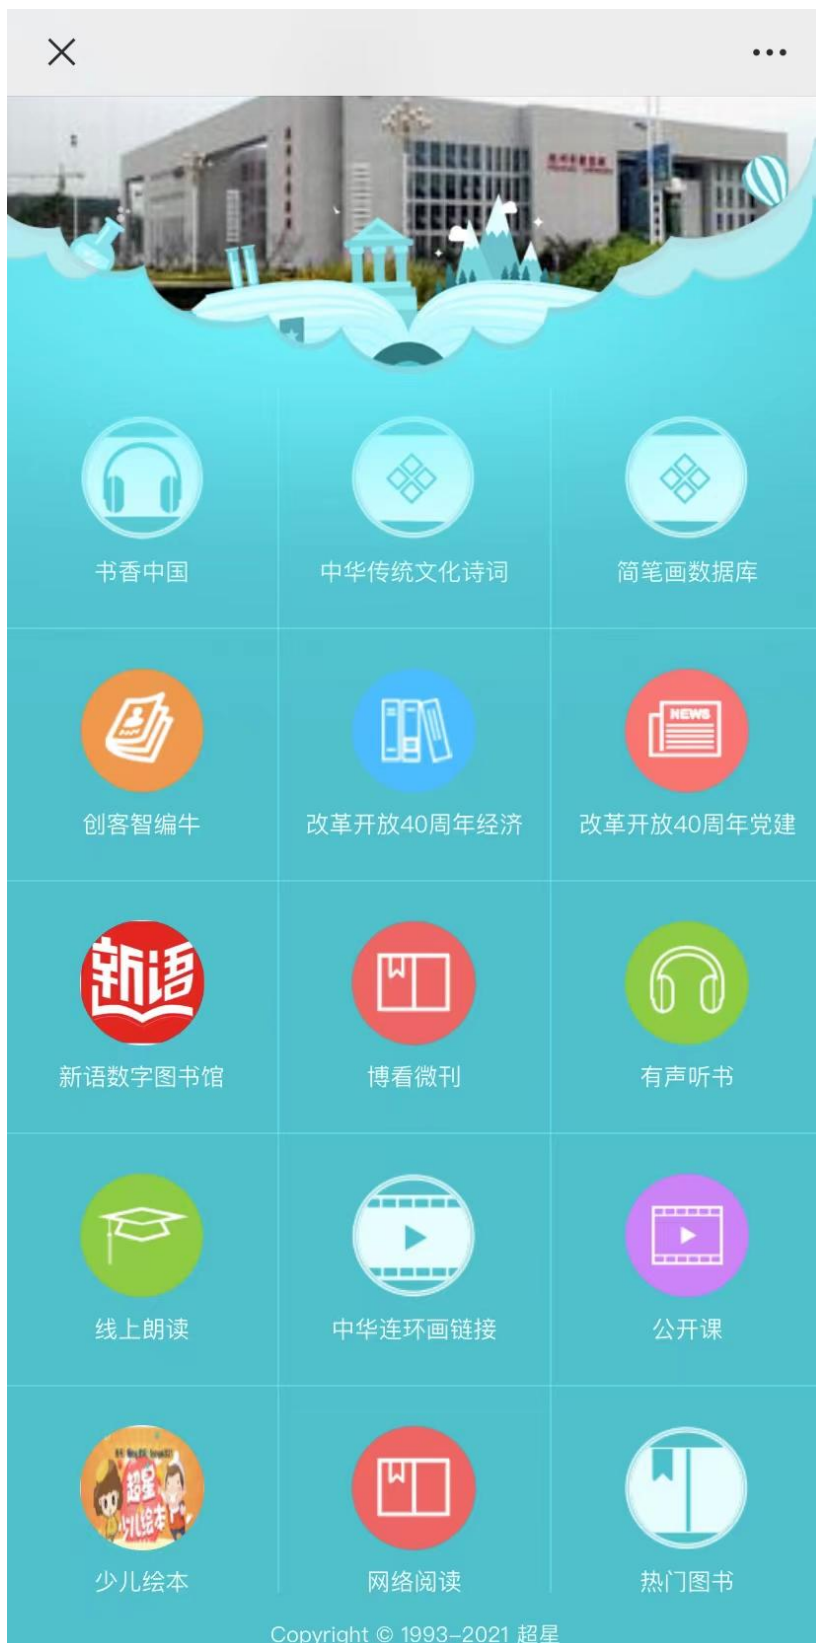 书香中国
中华传统文化诗词
简笔画数据库
NEWS
创客智编牛
改革开放40周年经济
改革开放40周年党建
新语
新语数字图书馆
博看微刊
有声听书
线上朗读
中华连环画链接
公开课
超星
少儿绘本
少儿绘本
网络阅读
热门图书
Copyright © 1993-2021 超星